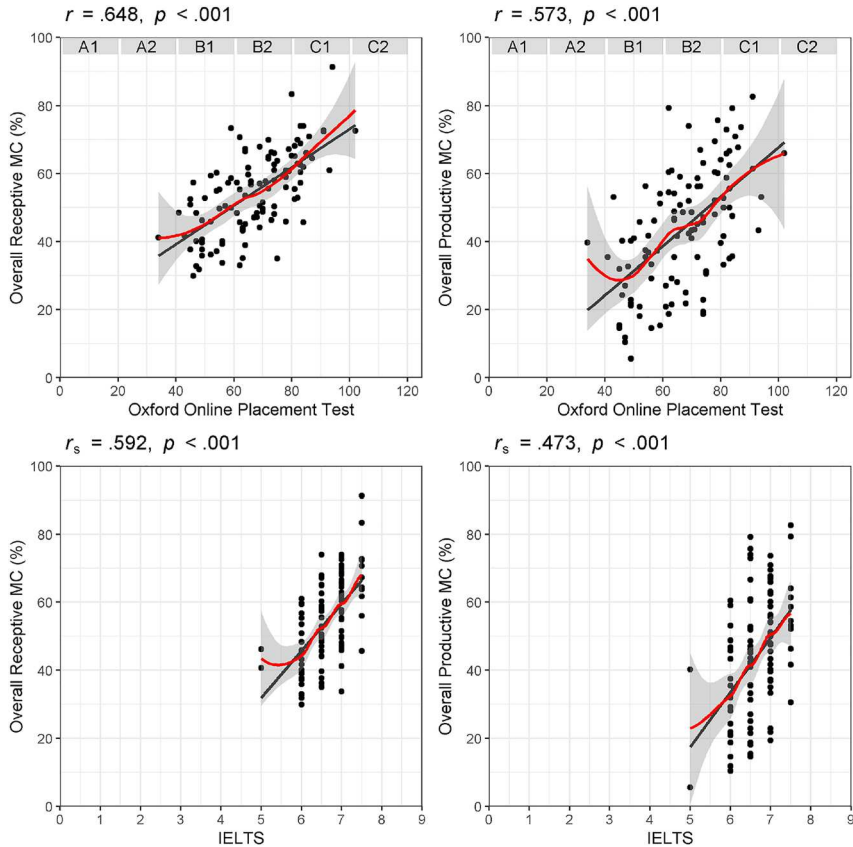 r = .648, p < .001
A1 A2 B1 B2 C1 C2
100
80
60
40
20
0
Overall Receptive MC (%)
0 20 40 60 80 100 120
Oxford Online Placement Test
r = .573, p < .001
A1 A2 B1 B2 C1 C2
100
80
60
40
20
0
Overall Productive MC (%)
0 20 40 60 80 100 120
Oxford Online Placement Test
rs = .592, p < .001
100
80
60
40
20
0
Overall Receptive MC (%)
0 1 2 3 4 5 6 7 8 9
IELTS
rs = .473, p < .001
100
80
60
40
20
0
Overall Productive MC (%)
0 1 2 3 4 5 6 7 8 9
IELTS